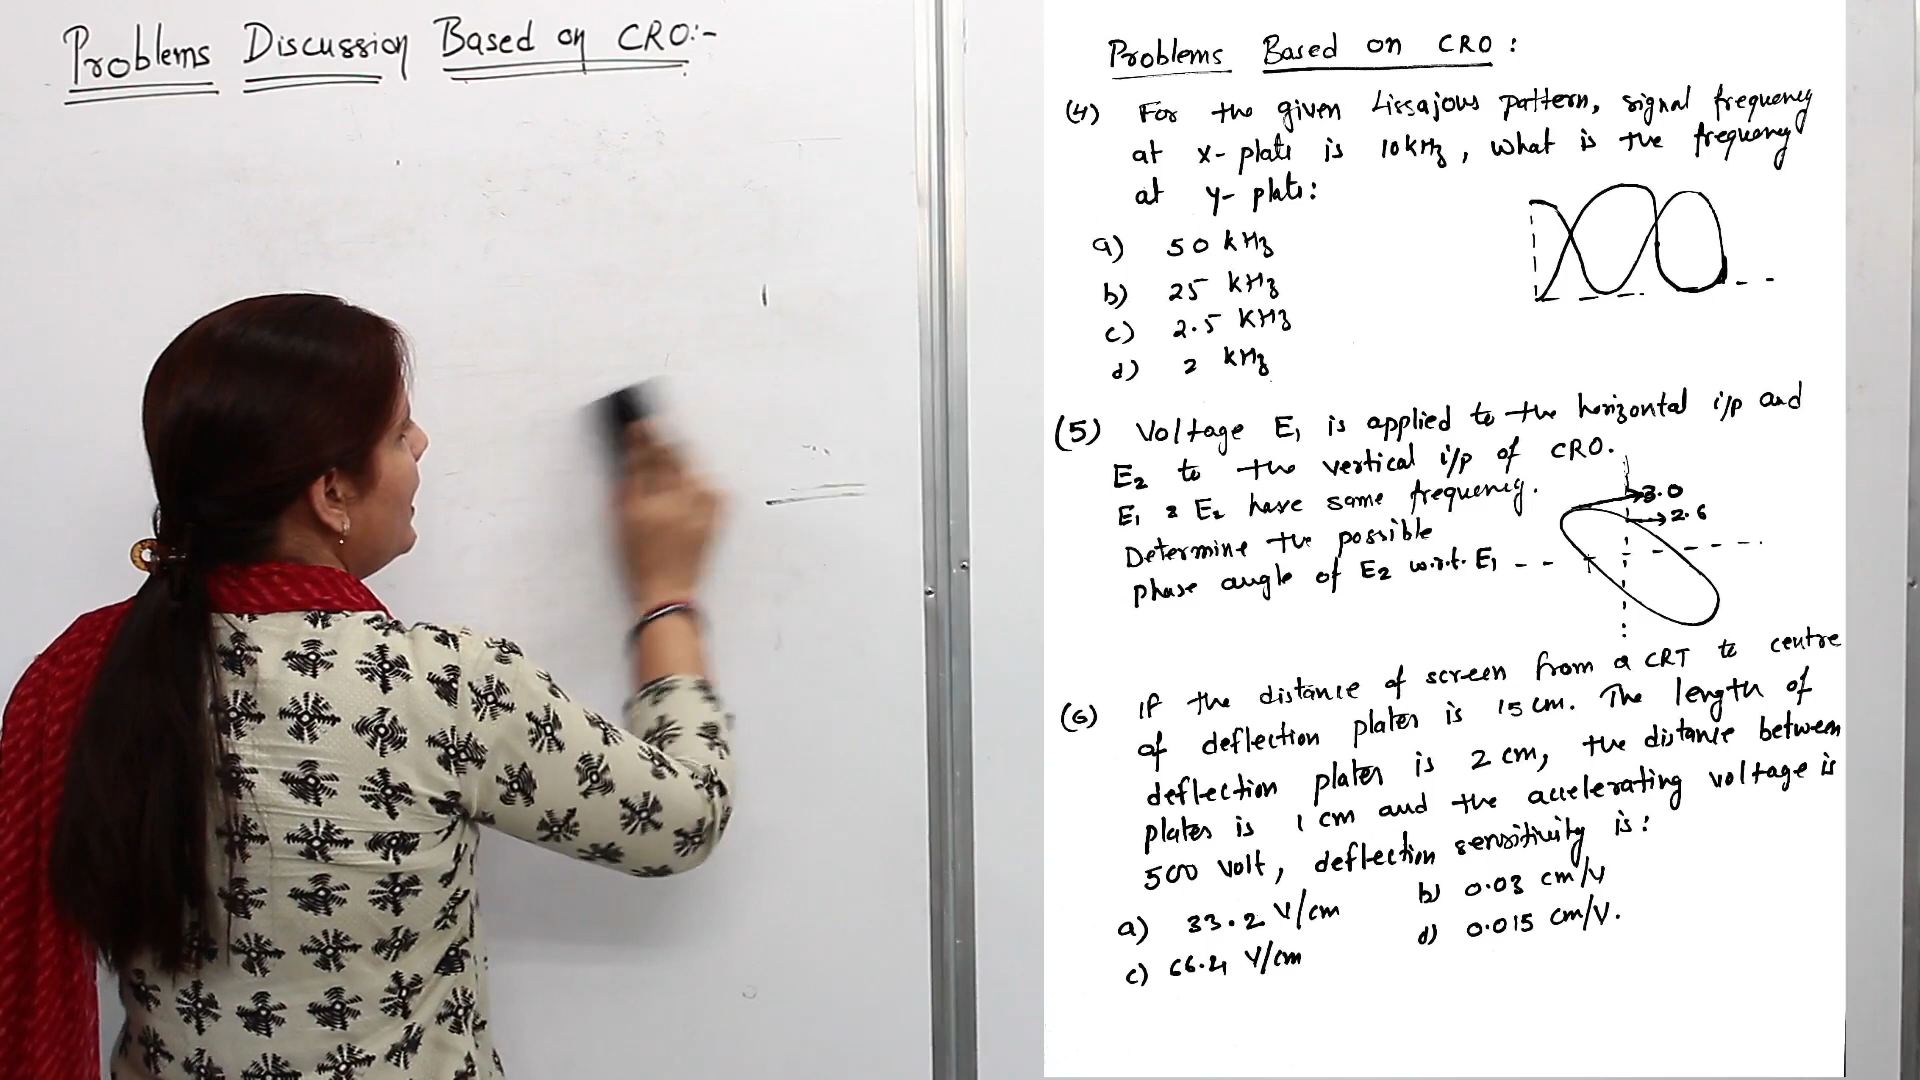 Problems Discussion Based on CRO:-
Problems Based on CRO :
(4) For the given Lissajous pattern, signal frequency
at x- plate is 10kHz, what is the frequency
at y- plate:
a) 50 kHz
b) 25 kHz
c) 2.5 kHz
d) 2 kHz
(5) Voltage E1 is applied to the horizontal i/p and
E2 to the vertical i/p of CRO.
E1 & E2 have same frequency.
Determine the possible
phase angle of E2 w.r.t. E1
3.0
2.6
(6) If the distance of screen from a CRT to centre
of deflection plates is 15 cm. The length of
deflection plates is 2 cm, the distance between
plates is 1 cm and the accelerating voltage is
500 volt, deflection sensitivity is:
a) 33.2 V/cm b) 0.03 cm/V
c) 66.4 V/cm d) 0.015 cm/V.